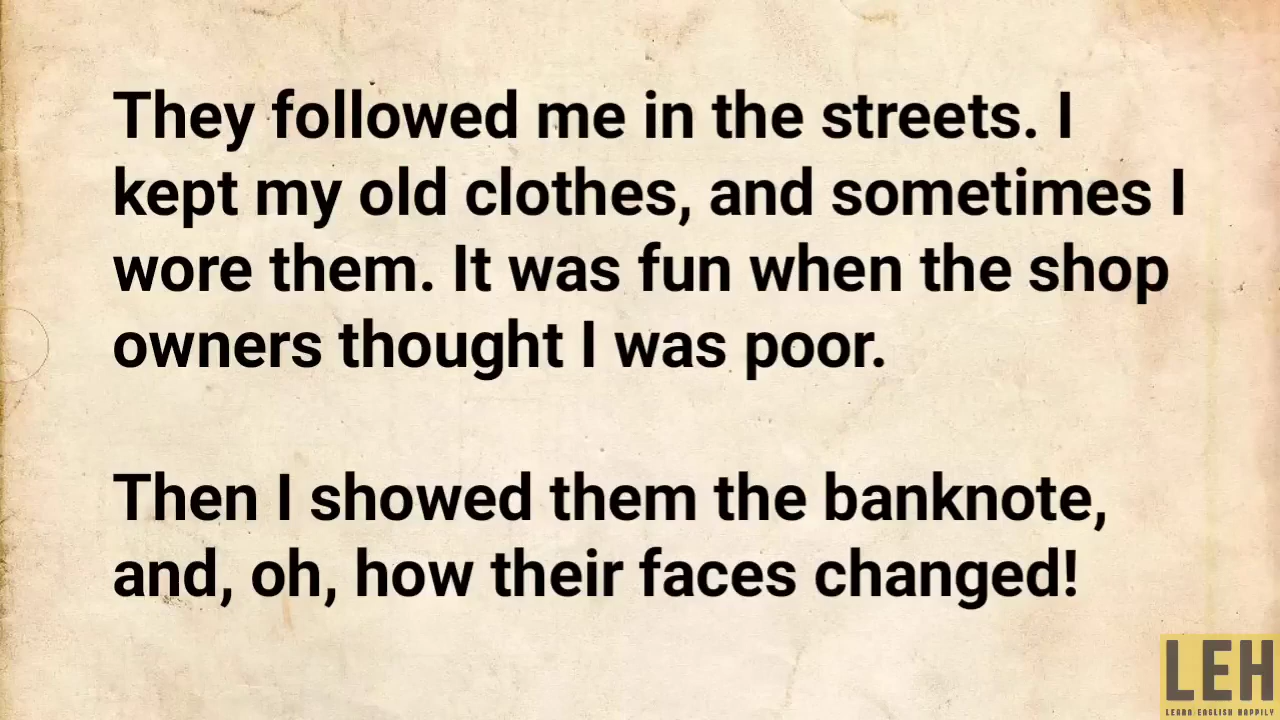 They followed me in the streets. I
kept my old clothes, and sometimes I
wore them. It was fun when the shop
owners thought I was poor.
Then I showed them the banknote,
and, oh, how their faces changed!
LEH
LEARN ENGLISH HAPPILY